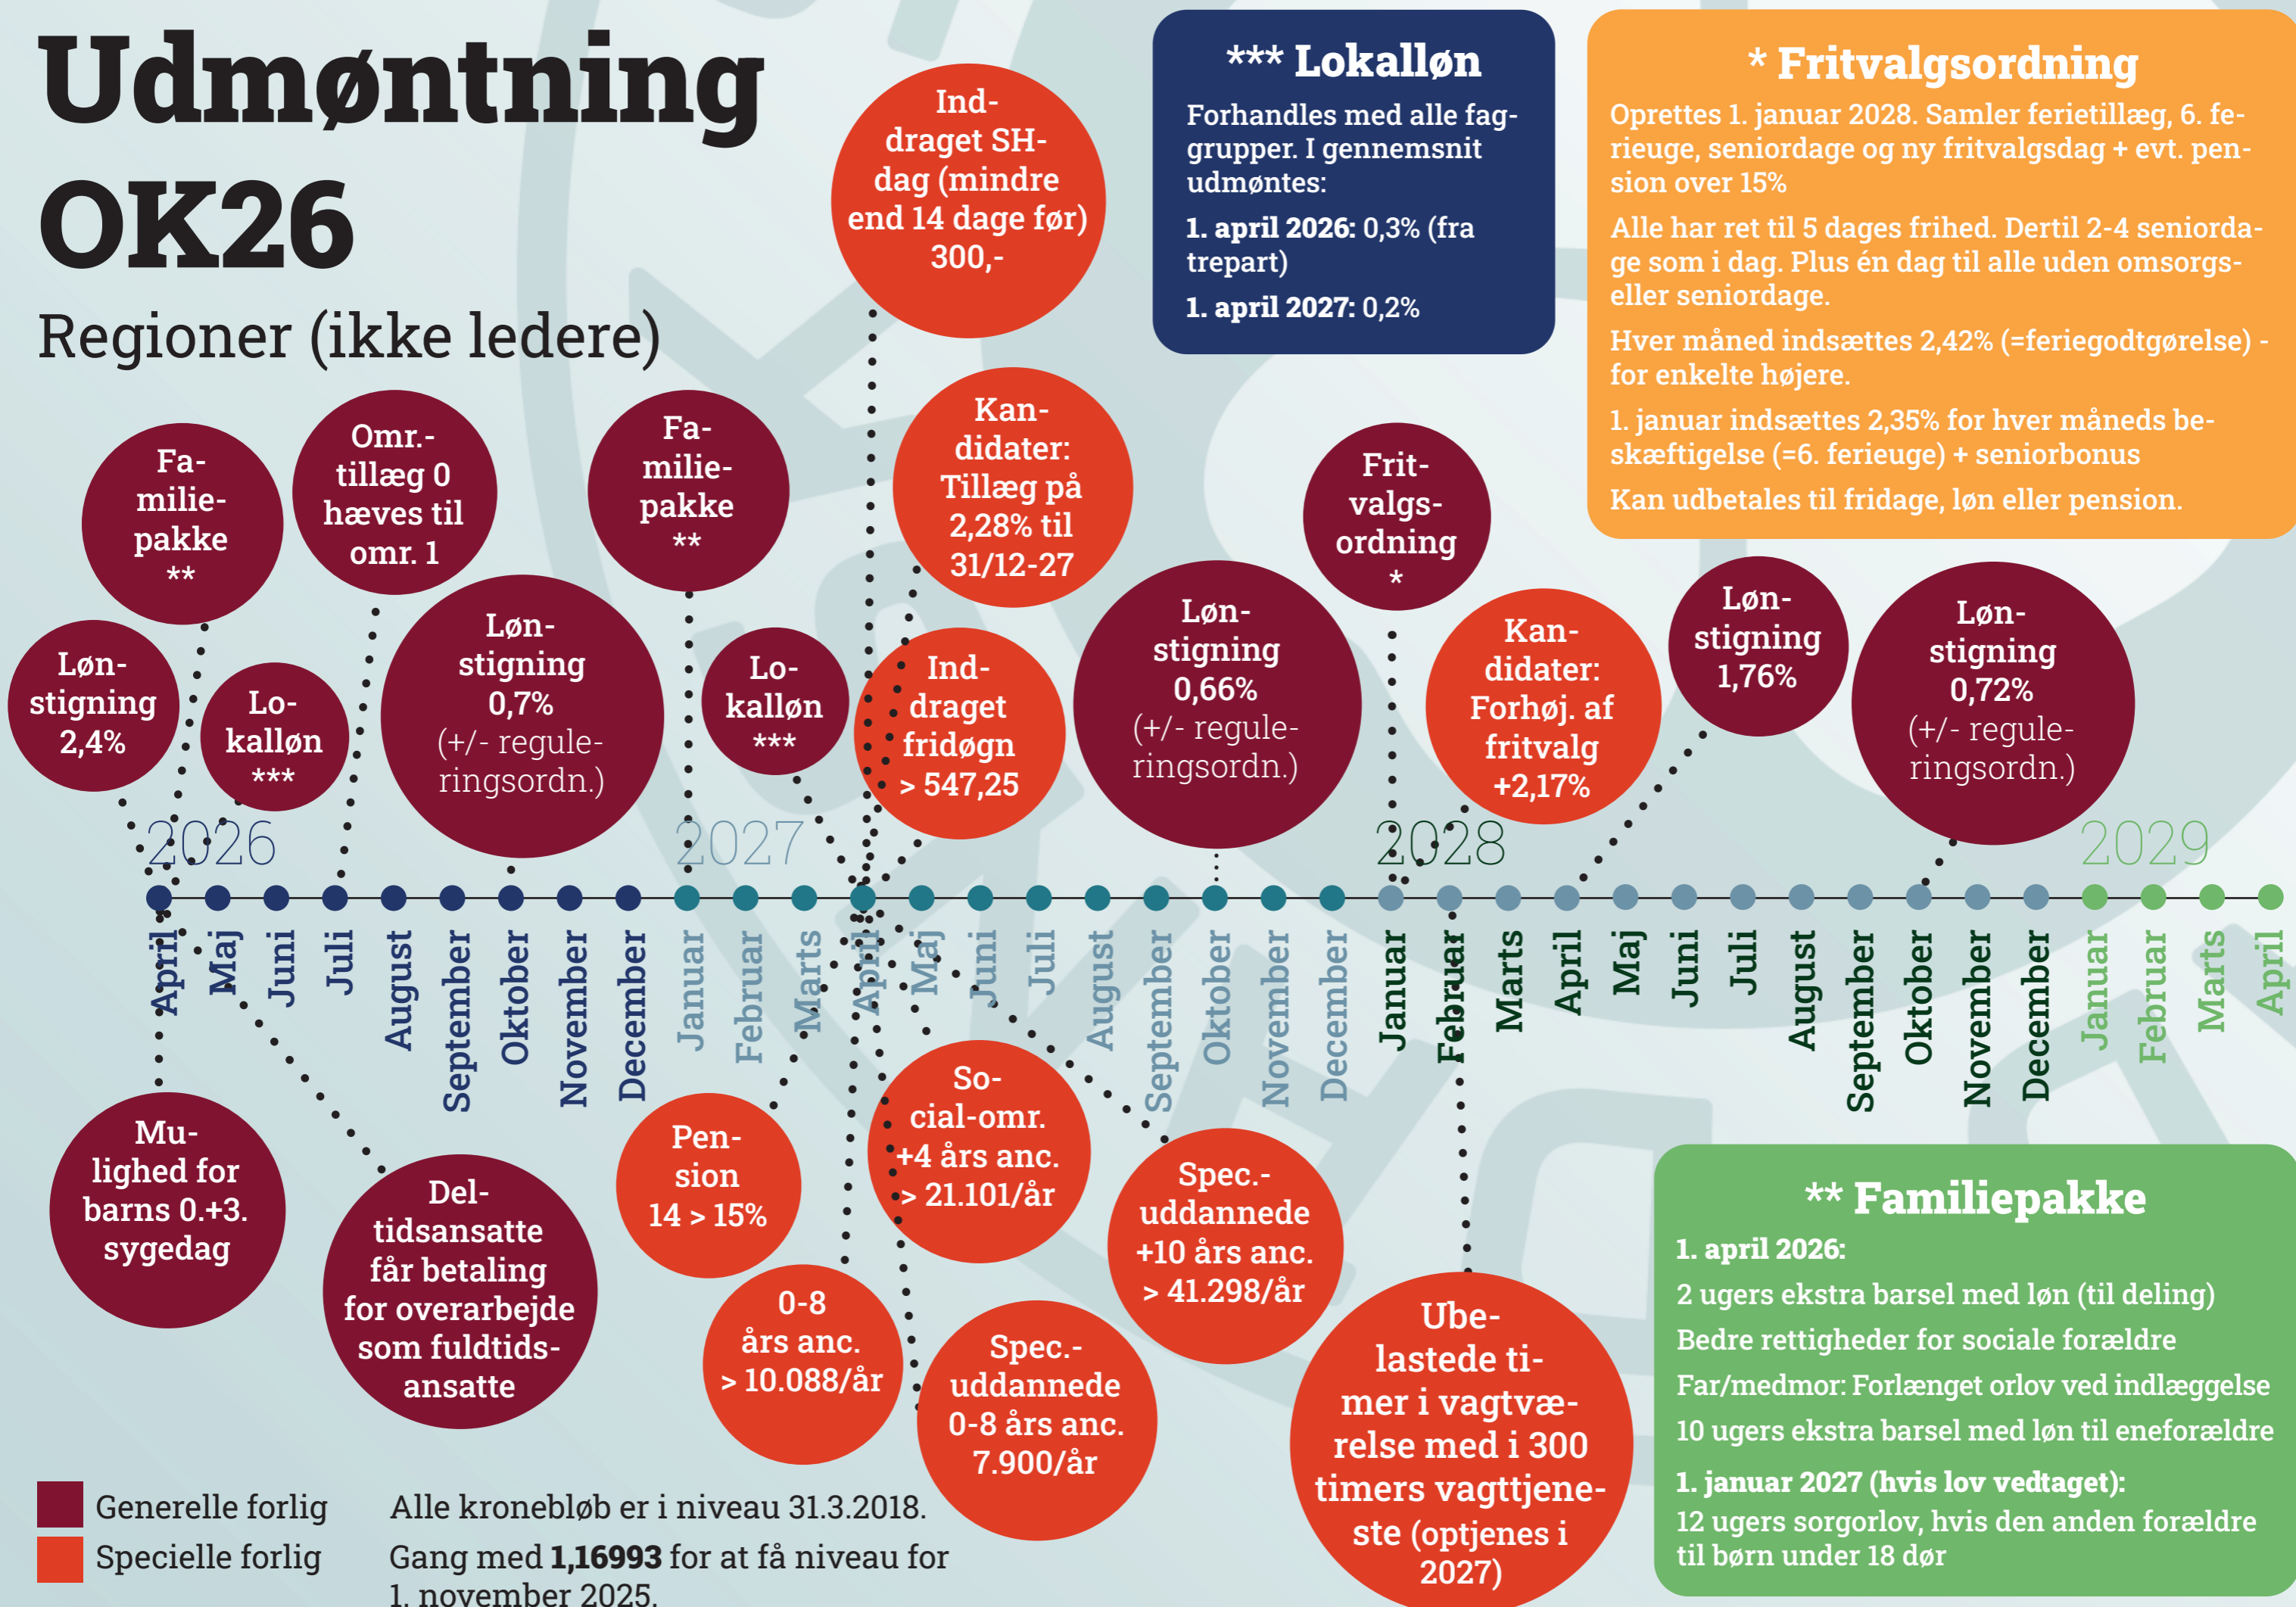 Udmøntning
OK26
Regioner (ikke ledere)
*** Lokalløn
Forhandles med alle fag-
grupper. I gennemsnit
udmøntes:
1. april 2026: 0,3% (fra
trepart)
1. april 2027: 0,2%
* Fritvalgsordning
Oprettes 1. januar 2028. Samler ferietillæg, 6. fe-
rieuge, seniordage og ny fritvalgsdag + evt. pen-
sion over 15%
Alle har ret til 5 dages frihed. Dertil 2-4 seniorda-
ge som i dag. Plus én dag til alle uden omsorgs-
eller seniordage.
Hver måned indsættes 2,42% (=feriegodtgørelse) -
for enkelte højere.
1. januar indsættes 2,35% for hver måneds be-
skæftigelse (=6. ferieuge) + seniorbonus
Kan udbetales til fridage, løn eller pension.
Løn-
stigning
2,4%
Fa-
milie-
pakke
**
Lo-
kalløn
***
Omr.-
tillæg 0
hæves til
omr. 1
Løn-
stigning
0,7%
(+/- regule-
ringsordn.)
Fa-
milie-
pakke
**
Lo-
kalløn
***
Ind-
draget SH-
dag (mindre
end 14 dage før)
300,-
Kan-
didater:
Tillæg på
2,28% til
31/12-27
Ind-
draget
fridøgn
> 547,25
Løn-
stigning
0,66%
(+/- regule-
ringsordn.)
Frit-
valgs-
ordning
*
Kan-
didater:
Forhøj. af
fritvalg
+2,17%
Løn-
stigning
1,76%
Løn-
stigning
0,72%
(+/- regule-
ringsordn.)
2026
2027
2028
2029
April
Maj
Juni
Juli
August
September
Oktober
November
December
Januar
Februar
Marts
April
Maj
Juni
Juli
August
September
Oktober
November
December
Januar
Februar
Marts
April
Maj
Juni
Juli
August
September
Oktober
November
December
Januar
Februar
Marts
April
Mu-
lighed for
barns 0.+3.
sygedag
Del-
tidsansatte
får betaling
for overarbejde
som fuldtids-
ansatte
Pen-
sion
14 > 15%
0-8
års anc.
> 10.088/år
So-
cial-omr.
+4 års anc.
> 21.101/år
Spec.-
uddannede
0-8 års anc.
7.900/år
Spec.-
uddannede
+10 års anc.
> 41.298/år
Ube-
lastede ti-
mer i vagtvæ-
relse med i 300
timers vagttjene-
ste (optjenes i
2027)
** Familiepakke
1. april 2026:
2 ugers ekstra barsel med løn (til deling)
Bedre rettigheder for sociale forældre
Far/medmor: Forlænget orlov ved indlæggelse
10 ugers ekstra barsel med løn til eneforældre
1. januar 2027 (hvis lov vedtaget):
12 ugers sorgorlov, hvis den anden forældre
til børn under 18 dør
Generelle forlig
Specielle forlig
Alle kronebløb er i niveau 31.3.2018.
Gang med 1,16993 for at få niveau for
1. november 2025.